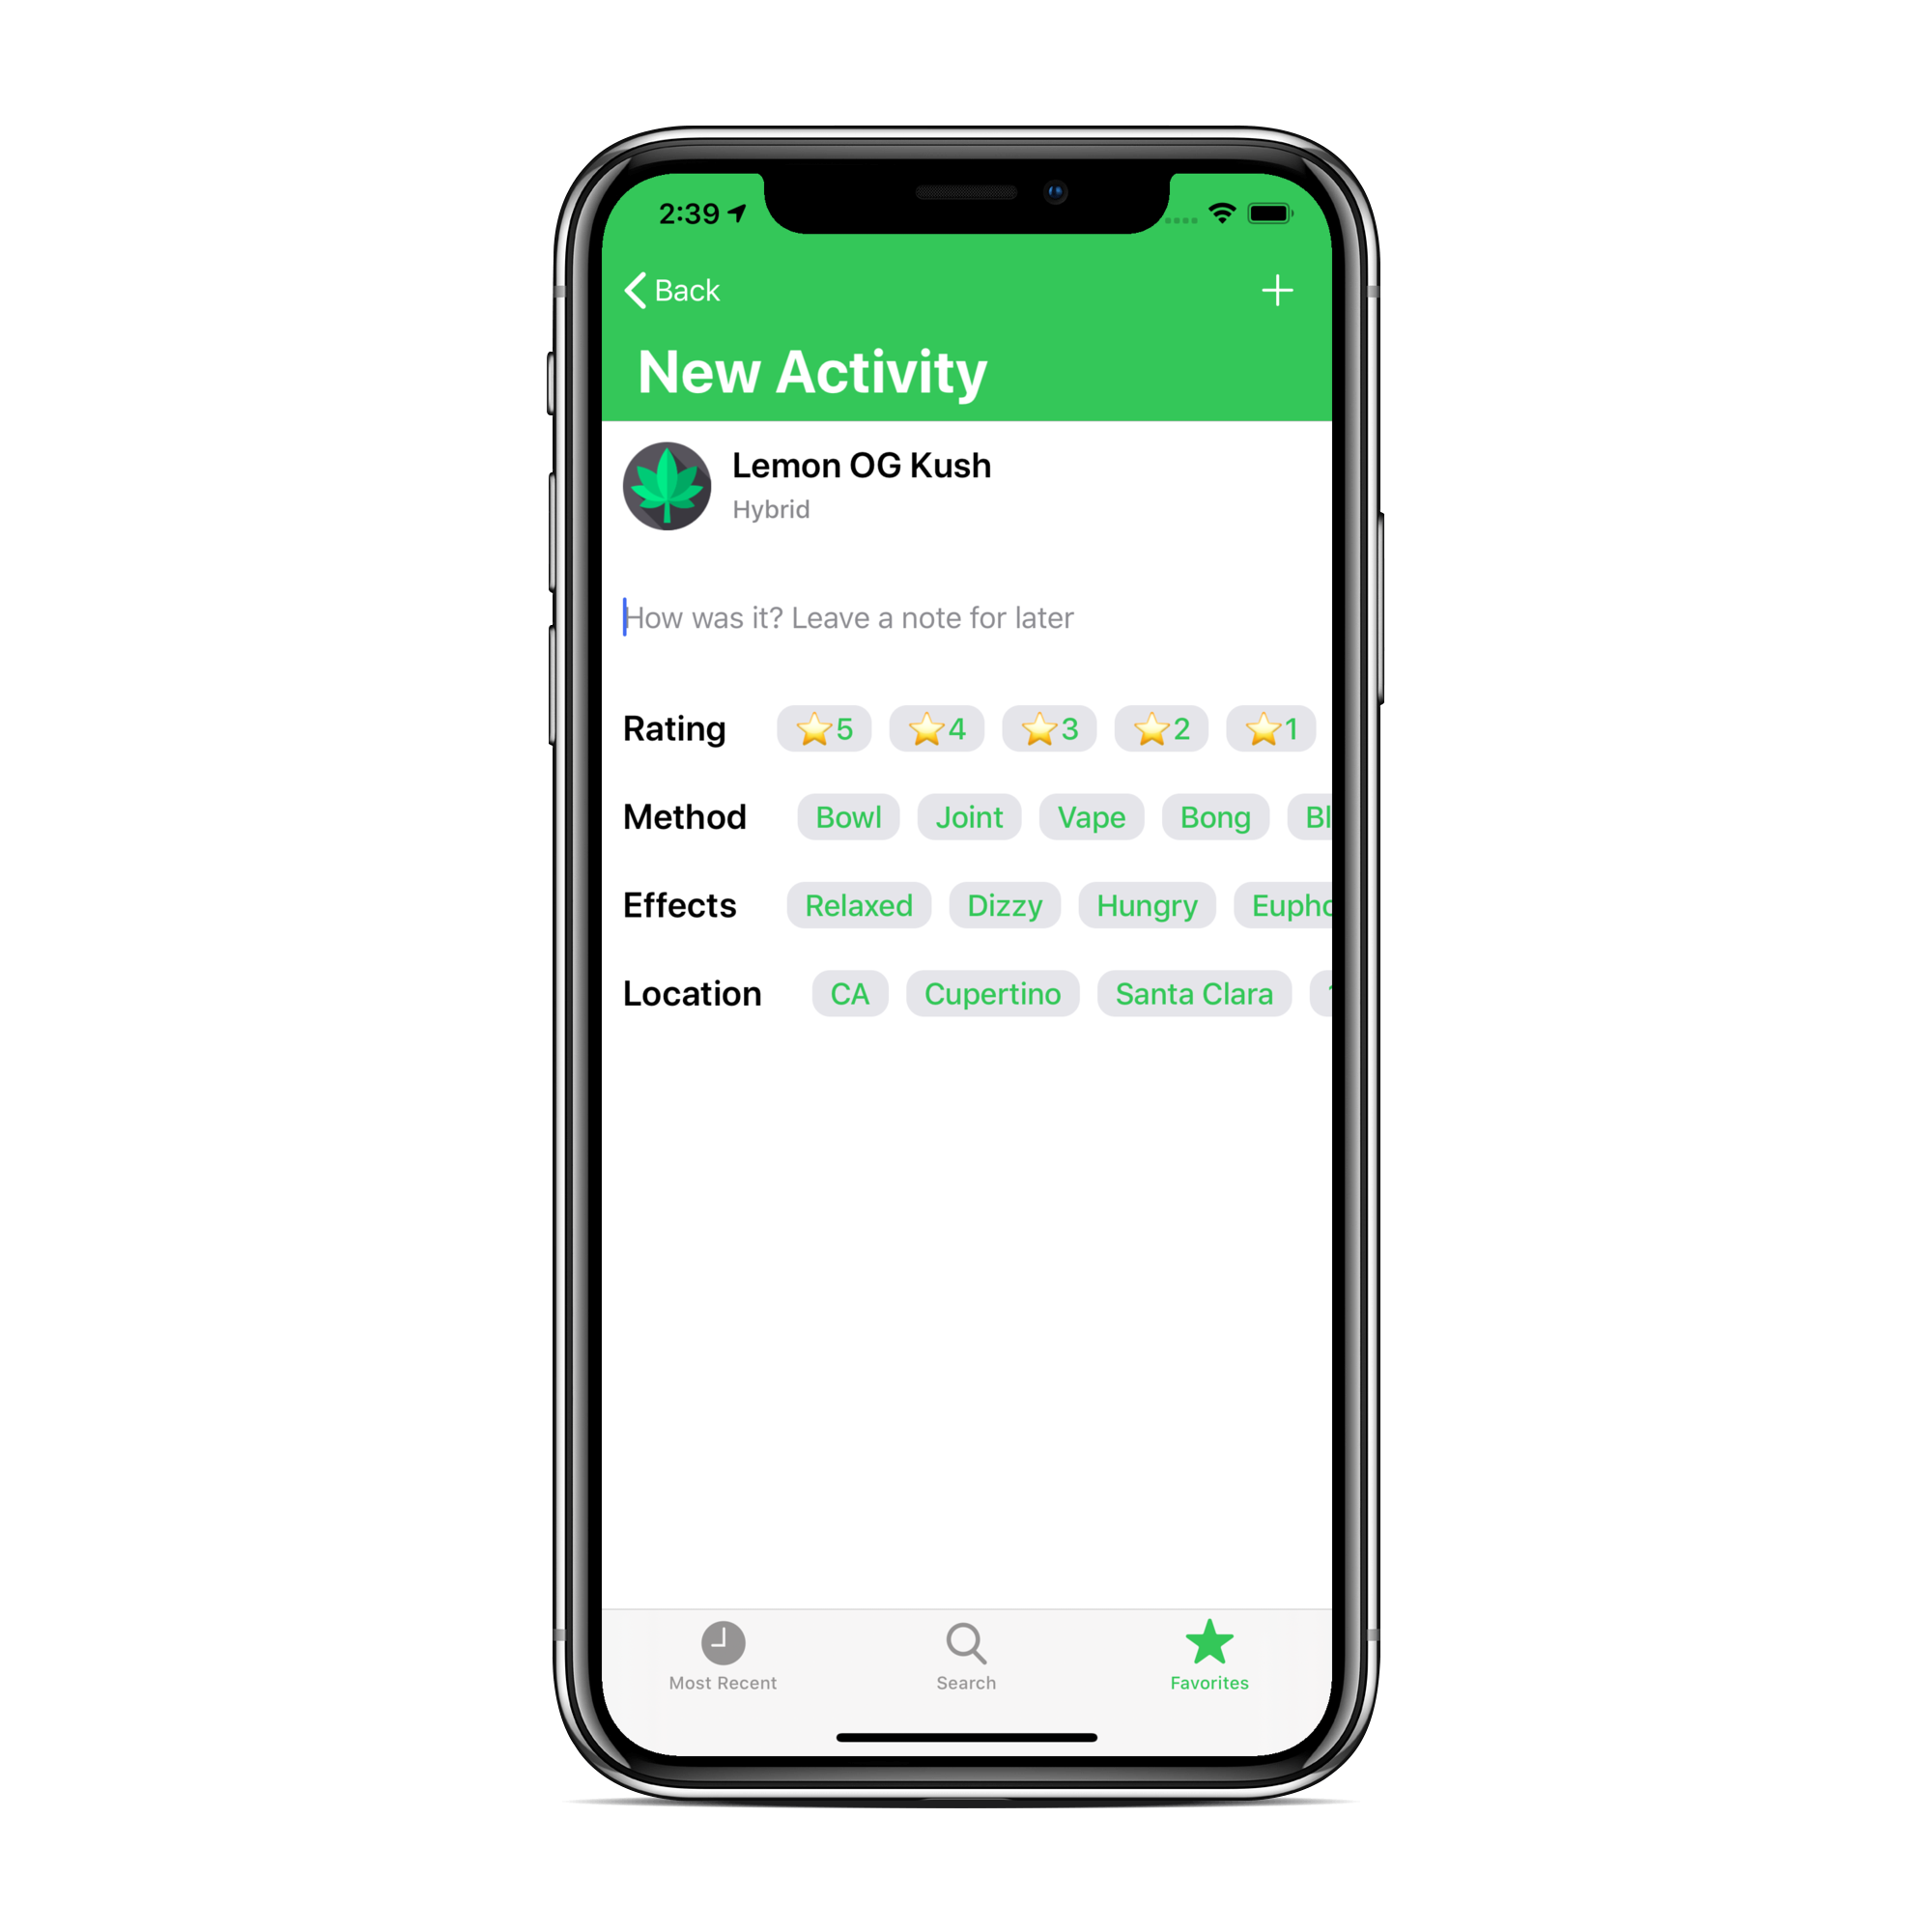 2:39
Back
New Activity
Lemon OG Kush
Hybrid
How was it? Leave a note for later
Rating ⭐5 ⭐4 ⭐3 ⭐2 ⭐1
Method Bowl Joint Vape Bong Bl
Effects Relaxed Dizzy Hungry Eupho
Location CA Cupertino Santa Clara
Most Recent Search Favorites